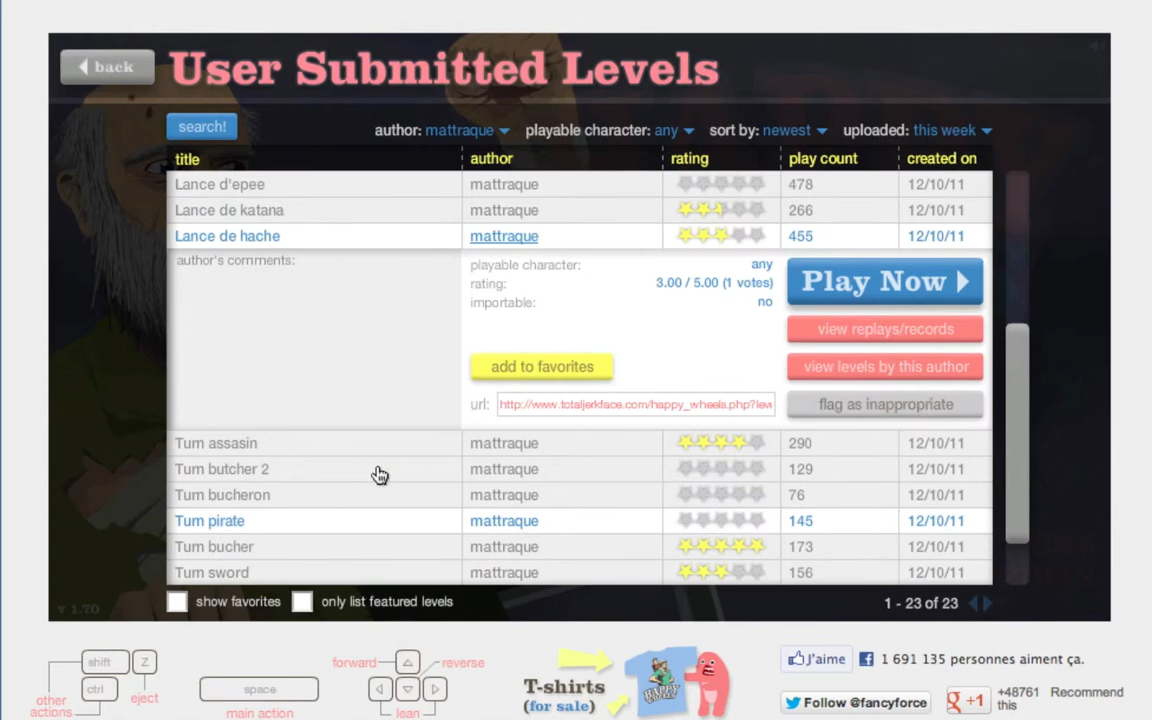 back
User Submitted Levels
search!
author: mattraque playable character: any sort by: newest uploaded: this week
title author rating play count created on
Lance d'epee mattraque 478 12/10/11
Lance de katana mattraque 266 12/10/11
Lance de hache mattraque 455 12/10/11
author's comments:
playable character: any
rating: 3.00 / 5.00 (1 votes)
importable: no
Play Now
view replays/records
add to favorites
view levels by this author
url: http://www.totaljerkface.com/happy_wheels.php?lev
flag as inappropriate
Turn assasin mattraque 290 12/10/11
Turn butcher 2 mattraque 129 12/10/11
Turn bucheron mattraque 76 12/10/11
Turn pirate mattraque 145 12/10/11
Turn bucher mattraque 173 12/10/11
Turn sword mattraque 156 12/10/11
show favorites only list featured levels
1 - 23 of 23
v 1.70
shift Z
ctrl
other actions
eject
space
main action
forward
reverse
lean
T-shirts
(for sale)
HAPPY WHEELS
J'aime
1 691 135 personnes aiment ça.
Follow @fancyforce
+1
+48761 Recommend this